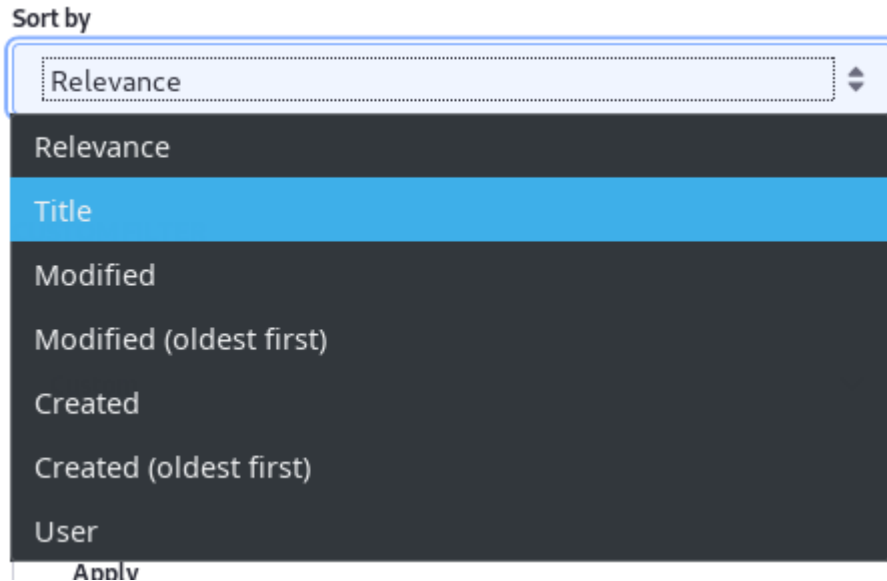 Sort by
Relevance
Relevance
Title
Modified
Modified (oldest first)
Created
Created (oldest first)
User
Apply